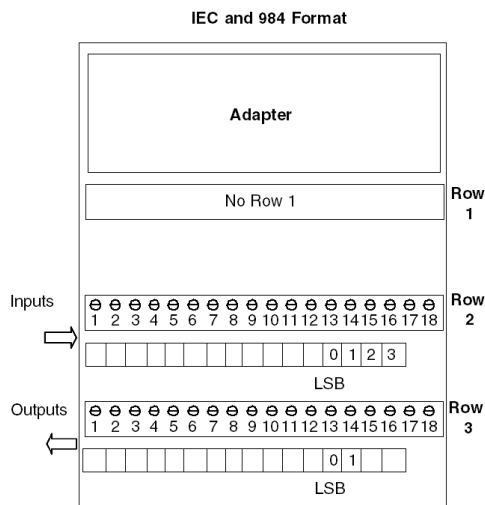 IEC and 984 Format
Adapter
No Row 1
Row
1
Inputs
1 2 3 4 5 6 7 8 9 10 11 12 13 14 15 16 17 18
Row
2
0 1 2 3
LSB
Outputs
1 2 3 4 5 6 7 8 9 10 11 12 13 14 15 16 17 18
Row
3
0 1
LSB